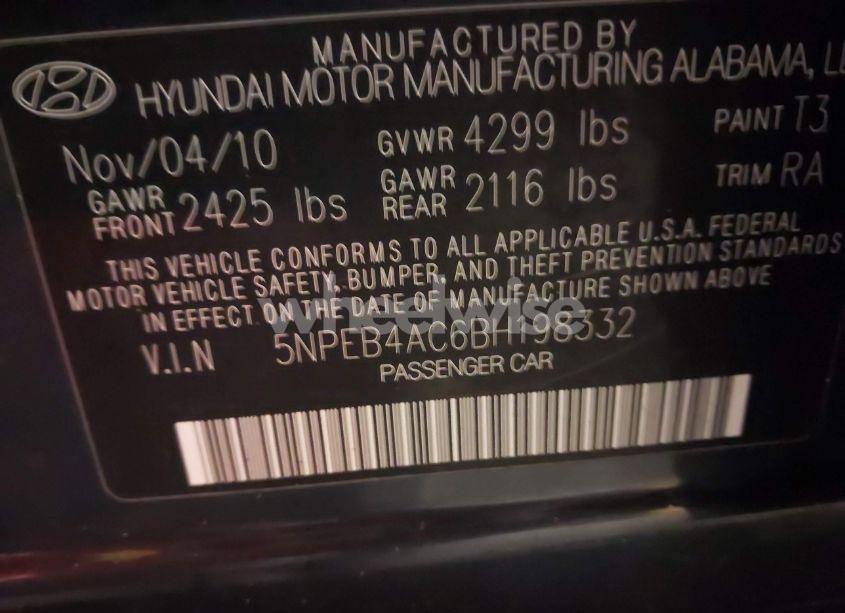 MANUFACTURED BY
HYUNDAI MOTOR MANUFACTURING ALABAMA,
Nov/04/10 GVWR 4299 lbs PAINT T3
GAWR FRONT 2425 lbs GAWR REAR 2116 lbs TRIM RA
THIS VEHICLE CONFORMS TO ALL APPLICABLE U.S.A. FEDERAL
MOTOR VEHICLE SAFETY, BUMPER, AND THEFT PREVENTION STANDARDS
IN EFFECT ON THE DATE OF MANUFACTURE SHOWN ABOVE
wheelwise
V.I.N 5NPEB4AC6BH198332
PASSENGER CAR